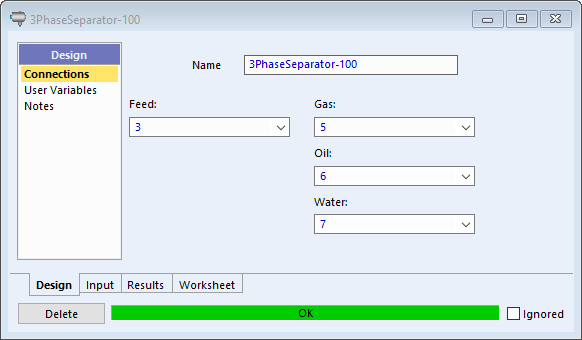 3PhaseSeparator-100
Design
Connections
User Variables
Notes
Name 3PhaseSeparator-100
Feed: Gas:
3 5
Oil:
6
Water:
7
Design Input Results Worksheet
Delete OK Ignored